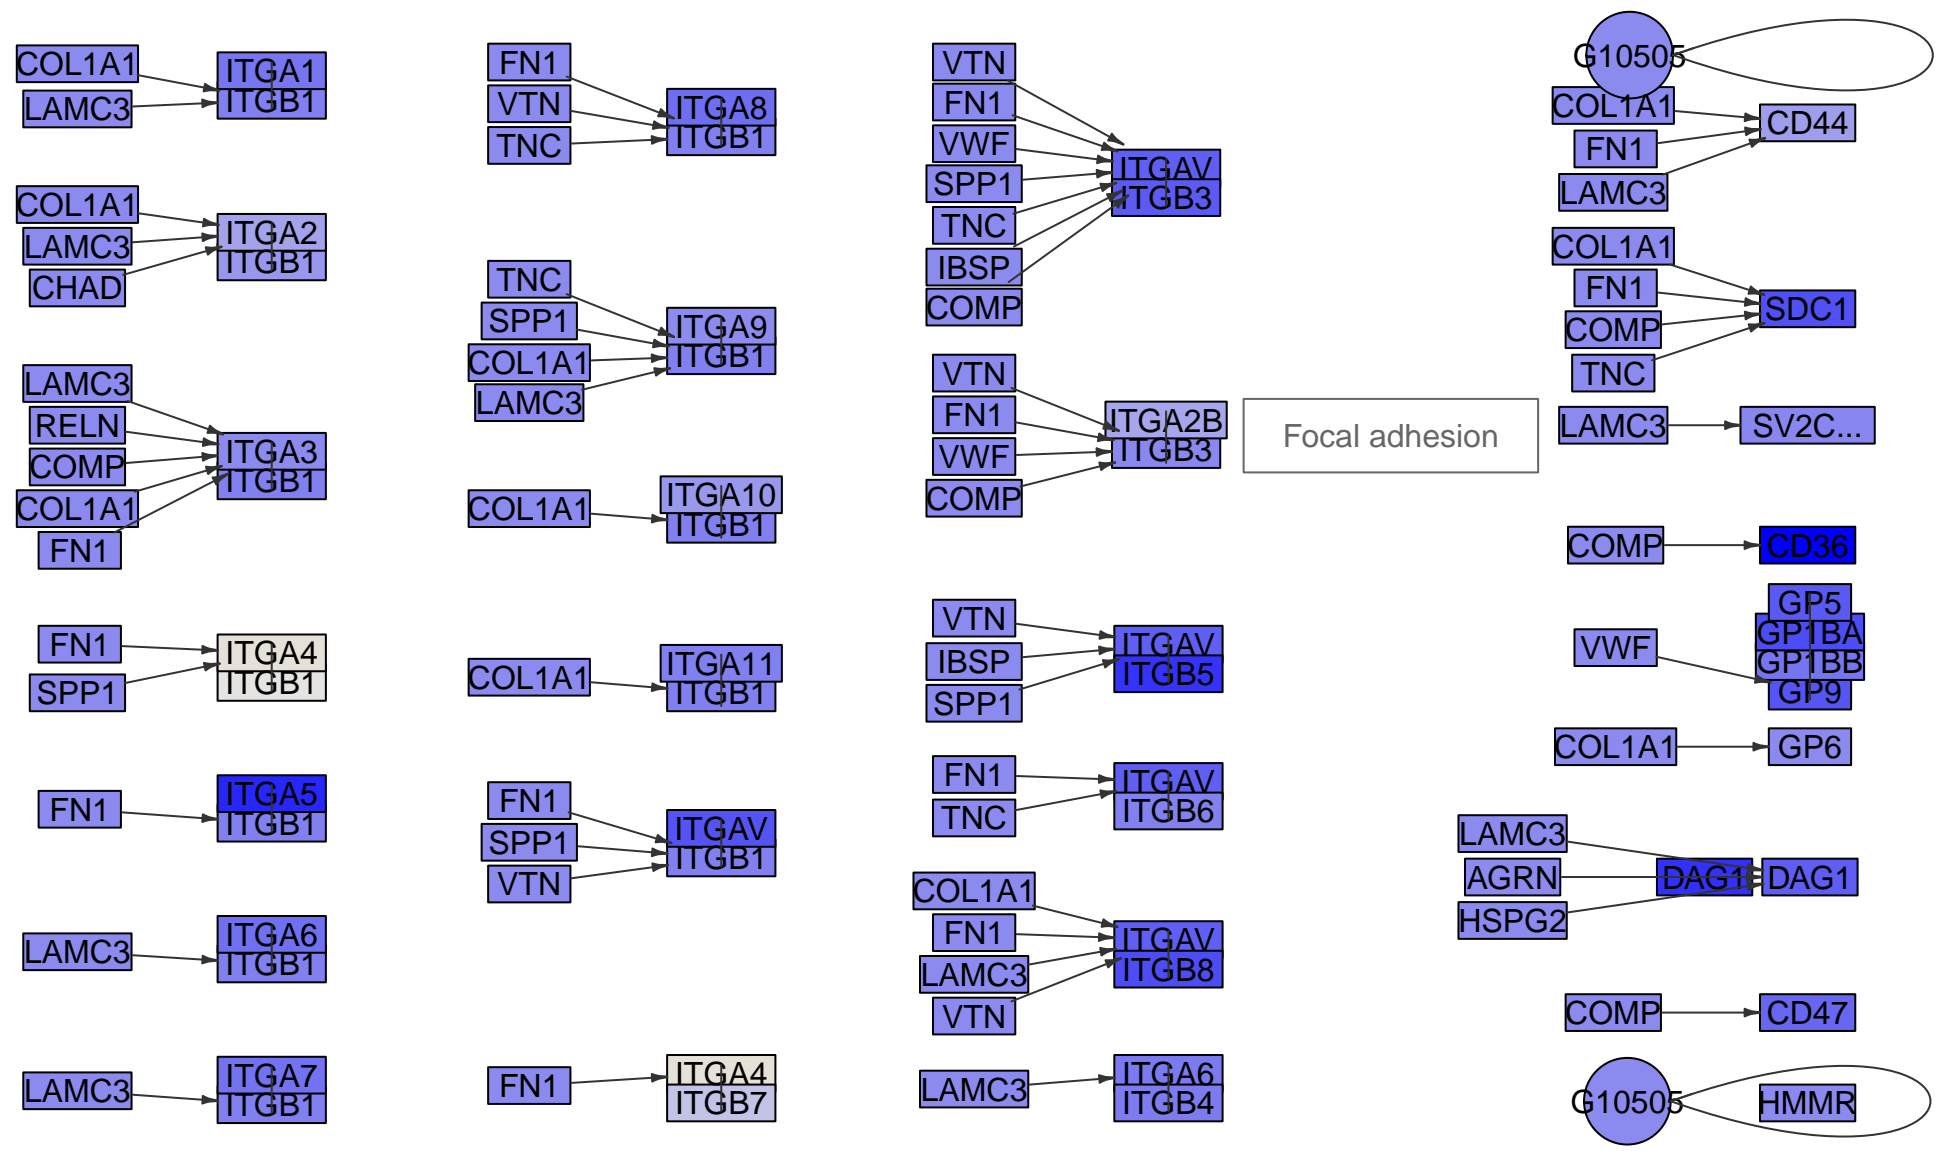 COL1A1
LAMC3
ITGA1
ITGB1
COL1A1
LAMC3
CHAD
ITGA2
ITGB1
LAMC3
RELN
COMP
COL1A1
FN1
ITGA3
ITGB1
FN1
SPP1
ITGA4
ITGB1
FN1
ITGA5
ITGB1
LAMC3
ITGA6
ITGB1
LAMC3
ITGA7
ITGB1
FN1
VTN
TNC
ITGA8
ITGB1
TNC
SPP1
COL1A1
LAMC3
ITGA9
ITGB1
COL1A1
ITGA10
ITGB1
COL1A1
ITGA11
ITGB1
FN1
SPP1
VTN
ITGAV
ITGB1
FN1
ITGA4
ITGB7
VTN
FN1
VWF
SPP1
TNC
IBSP
COMP
ITGAV
ITGB3
VTN
FN1
VWF
COMP
ITGA2B
ITGB3
Focal adhesion
VTN
IBSP
SPP1
ITGAV
ITGB5
FN1
TNC
ITGAV
ITGB6
COL1A1
FN1
LAMC3
VTN
ITGAV
ITGB8
LAMC3
ITGA6
ITGB4
G10505
COL1A1
FN1
LAMC3
CD44
COL1A1
FN1
COMP
TNC
SDC1
LAMC3
SV2C...
COMP
CD36
VWF
GP5
GP1BA
GP1BB
GP9
COL1A1
GP6
LAMC3
AGRN
HSPG2
DAG1
DAG1
COMP
CD47
G10505
HMMR